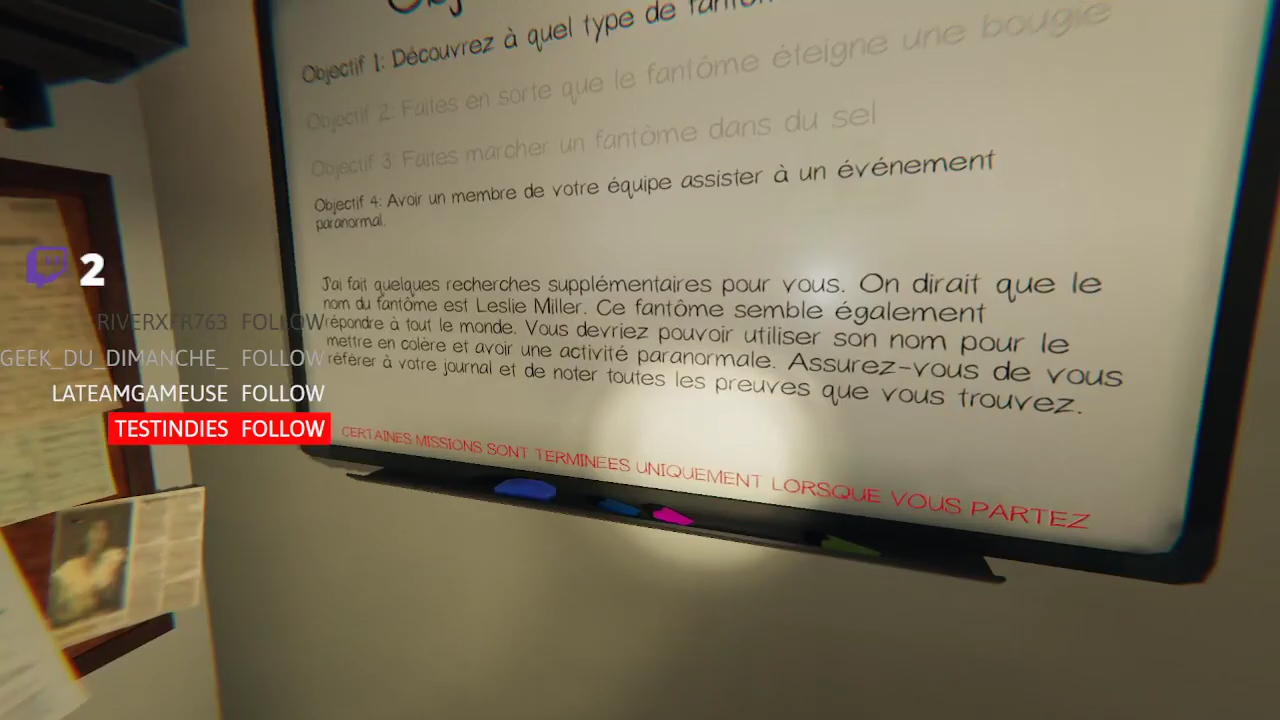 Objectif 1: Découvrez à quel type de
Objectif 2: Faites en sorte que le fantôme éteigne une bougie
Objectif 3 Faites marcher un fantôme dans du sel
Objectif 4: Avoir un membre de votre équipe assister à un événement
paranormal.
J'ai fait quelques recherches supplémentaires pour vous. On dirait que le
nom du fantôme est Leslie Miller. Ce fantôme semble également
répondre à tout le monde. Vous devriez pouvoir utiliser son nom pour le
mettre en colère et avoir une activité paranormale. Assurez-vous de vous
référer à votre journal et de noter toutes les preuves que vous trouvez.
CERTAINES MISSIONS SONT TERMINEES UNIQUEMENT LORSQUE VOUS PARTEZ
2
RIVERXFR763 FOLLOW
GEEK_DU_DIMANCHE_ FOLLOW
LATEAMGAMEUSE FOLLOW
TESTINDIES FOLLOW